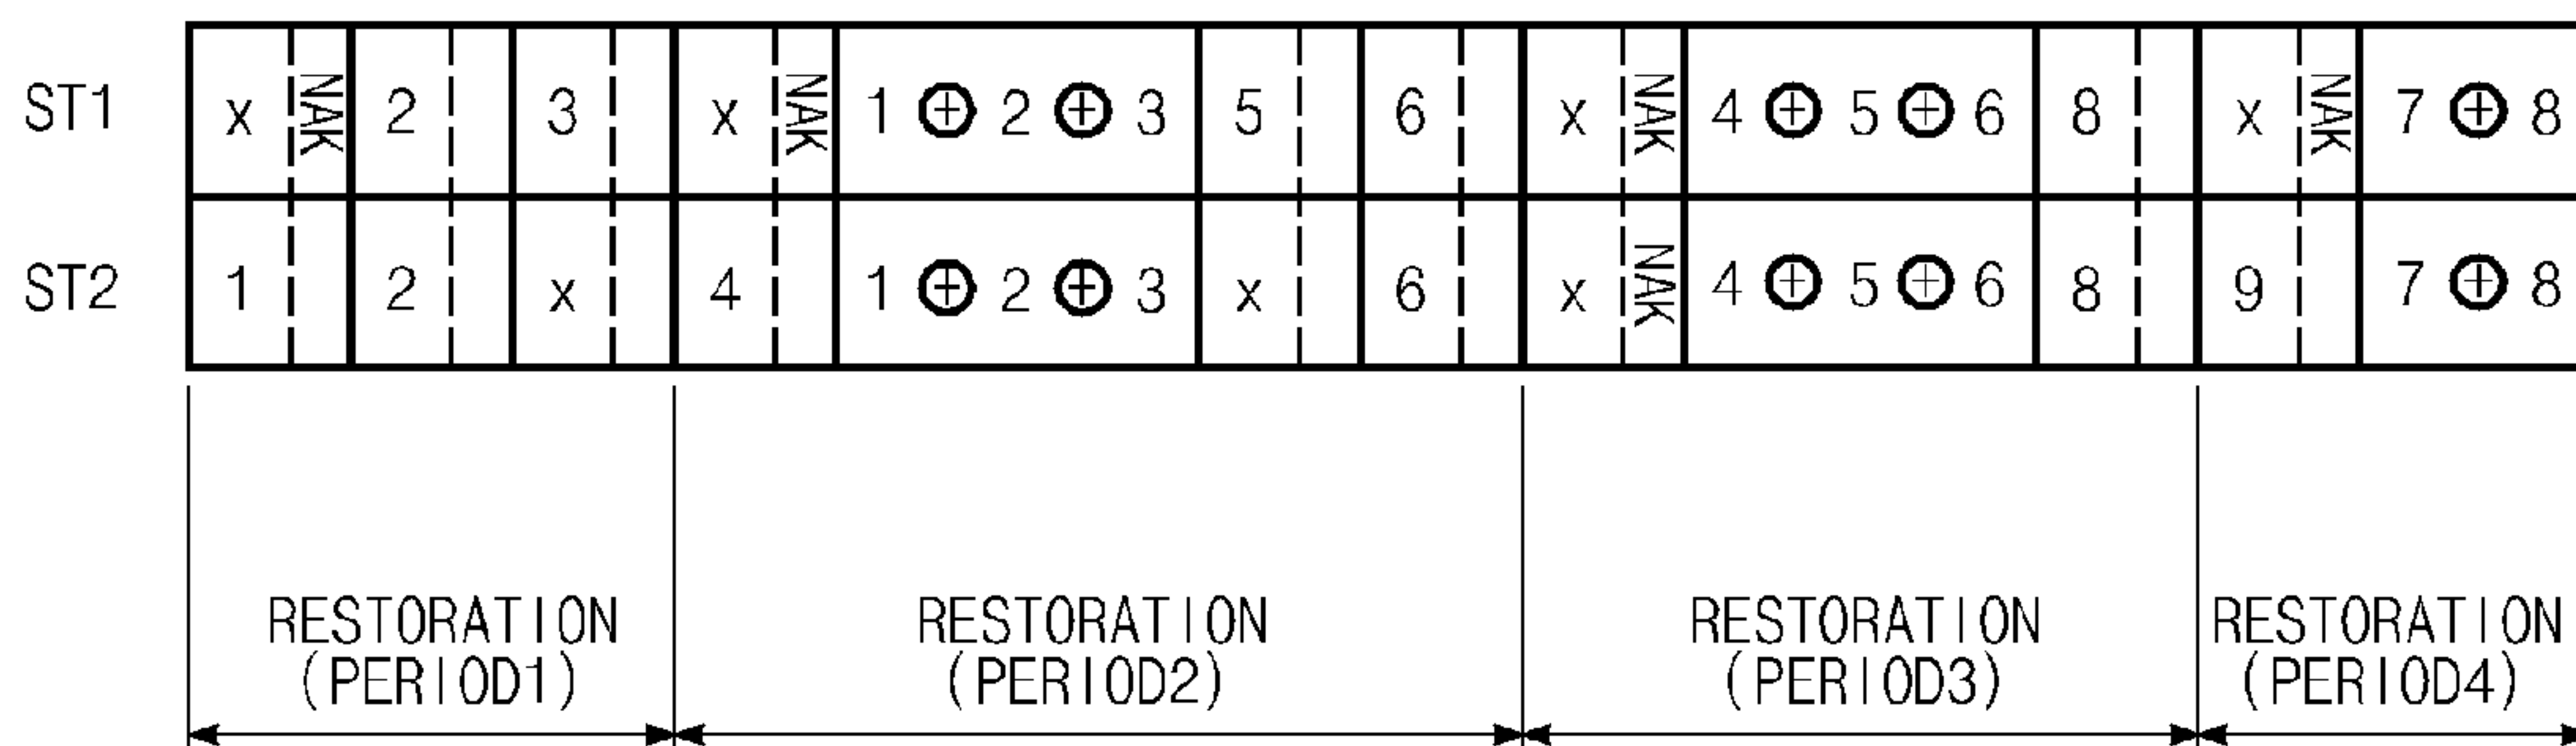 ST1 x NAK 2 3 x NAK 1 ⊕ 2 ⊕ 3 5 6 x NAK 4 ⊕ 5 ⊕ 6 8 x NAK 7 ⊕ 8
ST2 1 2 x 4 1 ⊕ 2 ⊕ 3 x 6 x NAK 4 ⊕ 5 ⊕ 6 8 9 7 ⊕ 8
RESTORATION RESTORATION RESTORATION RESTORATION
(PERIOD1) (PERIOD2) (PERIOD3) (PERIOD4)